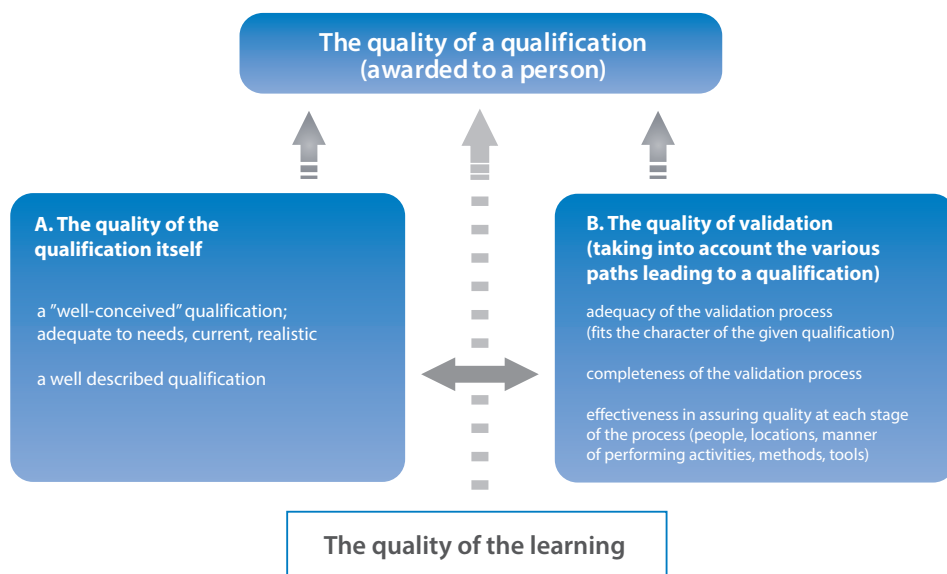 The quality of a qualification
(awarded to a person)
A. The quality of the
qualification itself
a "well-conceived" qualification;
adequate to needs, current, realistic
a well described qualification
B. The quality of validation
(taking into account the various
paths leading to a qualification)
adequacy of the validation process
(fits the character of the given qualification)
completeness of the validation process
effectiveness in assuring quality at each stage
of the process (people, locations, manner
of performing activities, methods, tools)
The quality of the learning